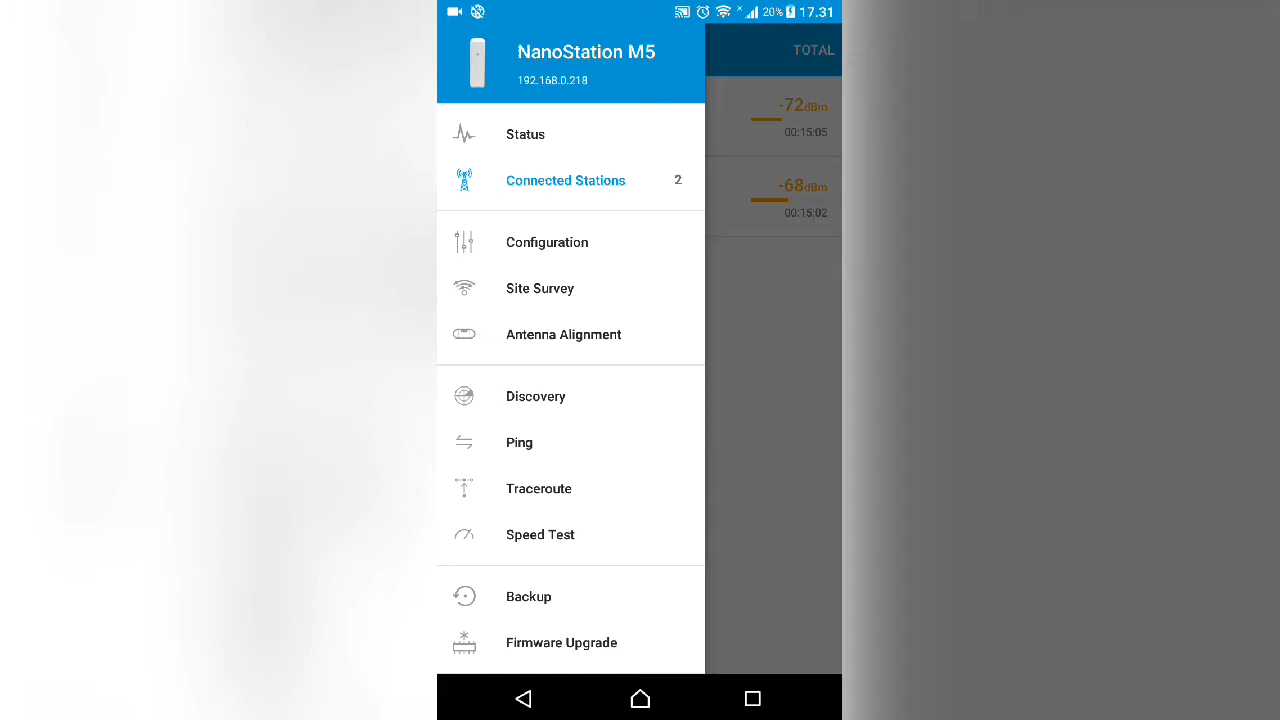 20% 17.31
NanoStation M5
192.168.0.218
TOTAL
Status
-72dBm
00:15:05
Connected Stations 2
-68dBm
00:15:02
Configuration
Site Survey
Antenna Alignment
Discovery
Ping
Traceroute
Speed Test
Backup
Firmware Upgrade